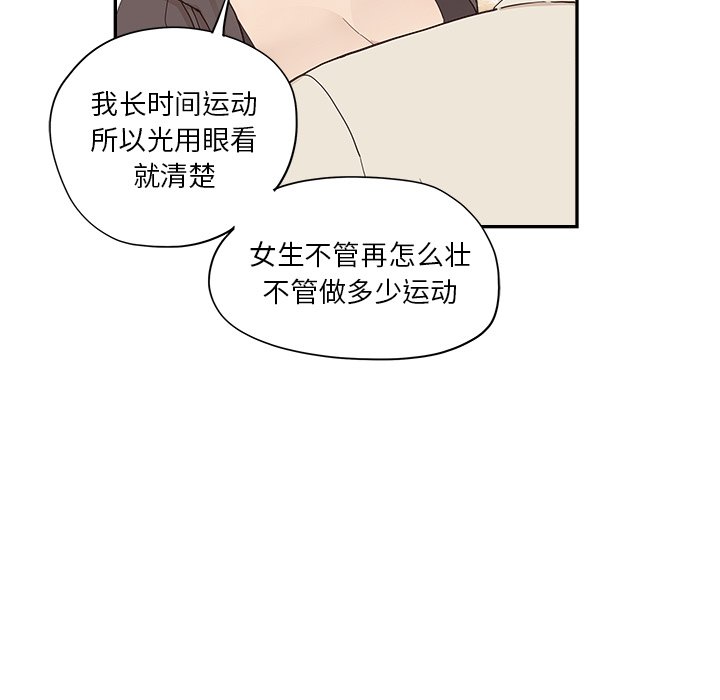 我长时间运动
所以光用眼看
就清楚
女生不管再怎么壮
不管做多少运动